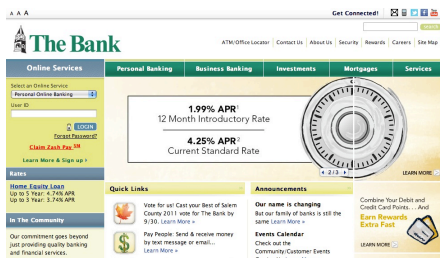 A A A
Get Connected!
The Bank
ATM/Office Locator Contact Us About Us Security Rewards Careers Site Map
Online Services
Personal Banking Business Banking Investments Mortgages Services
Select an Online Service:
Personal Online Banking
User ID
LOGIN
Forgot Password?
Claim Zash Pay SM
Learn More & Sign up ›
Rates
Home Equity Loan
Up to 5 Year: 4.74% APR
Up to 3 Year: 3.74% APR
In The Community
Our commitment goes beyond
just providing quality banking
and financial services.
1.99% APR1
12 Month Introductory Rate
4.25% APR2
Current Standard Rate
2/3
LEARN MORE
Quick Links
Vote for us! Cast your Best of Salem
County 2011 vote for The Bank by
9/30. Learn More »
Pay People: Send & receive money
by text message or email...
Learn More »
Announcements
Our name is changing
But our family of banks is still the
same Learn More »
Events Calendar
Check out the
Community/Customer Events
Combine Your Debit and
Credit Card Points. . . And
Earn Rewards
Extra Fast
LEARN MORE